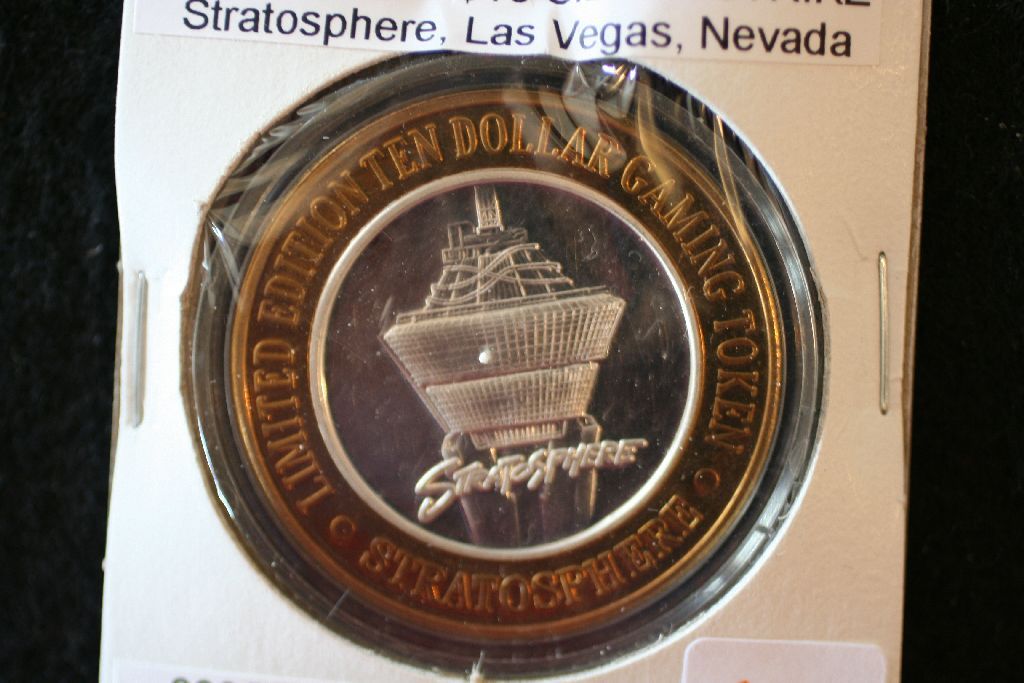 Stratosphere, Las Vegas, Nevada
LIMITED EDITION TEN DOLLAR GAMING TOKEN
STRATOSPHERE
STRATOSPHERE